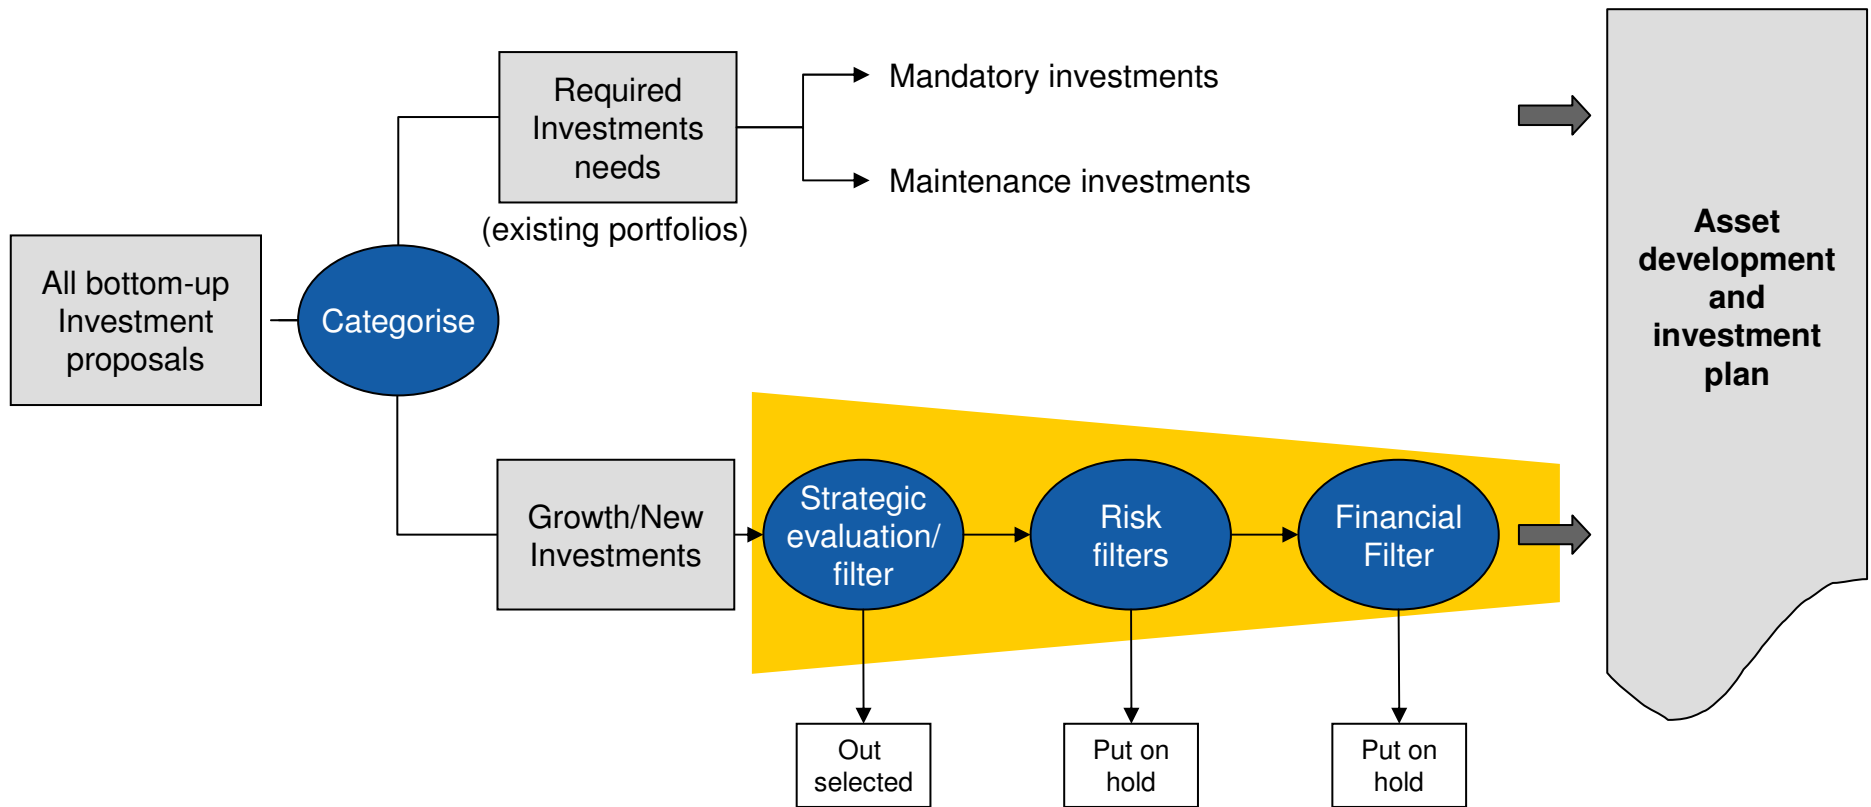 Required
Investments
needs
(existing portfolios)
Mandatory investments
Maintenance investments
All bottom-up
Investment
proposals
Categorise
Growth/New
Investments
Strategic
evaluation/
filter
Risk
filters
Financial
Filter
Out
selected
Put on
hold
Put on
hold
Asset
development
and
investment
plan